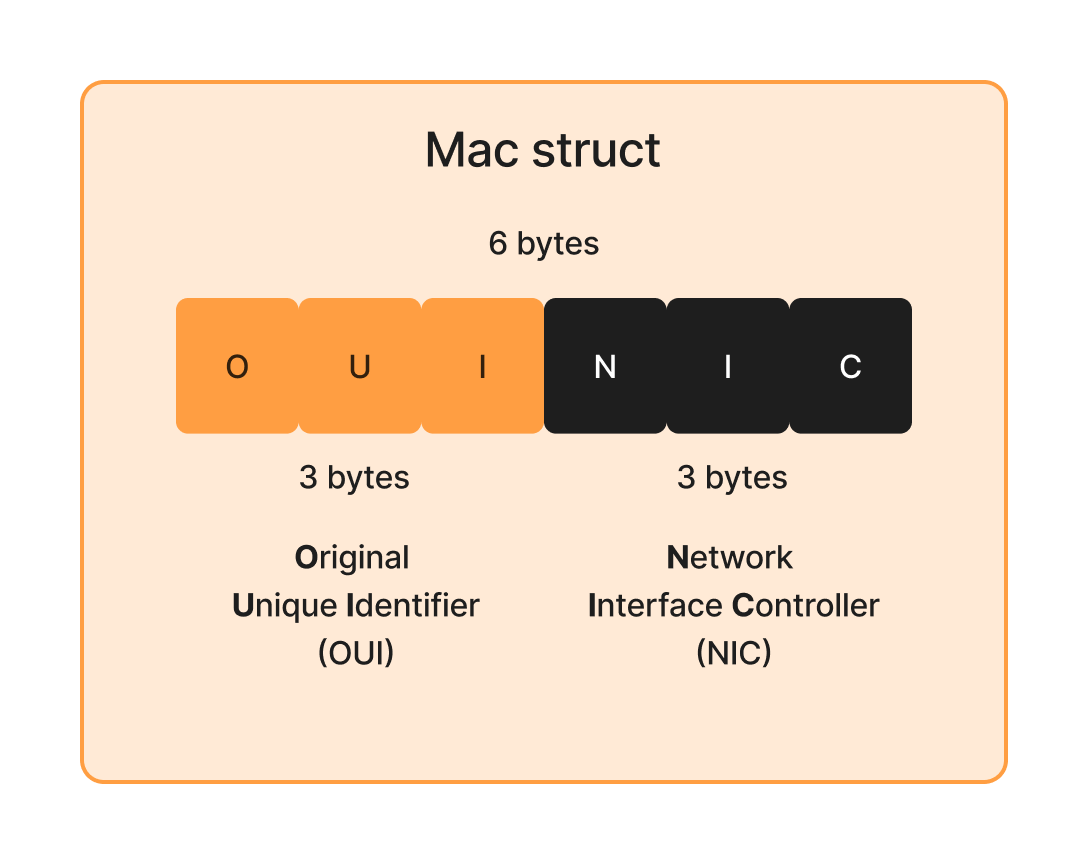 Mac struct
6 bytes
O U I N I C
3 bytes 3 bytes
Original Network
Unique Identifier Interface Controller
(OUI) (NIC)